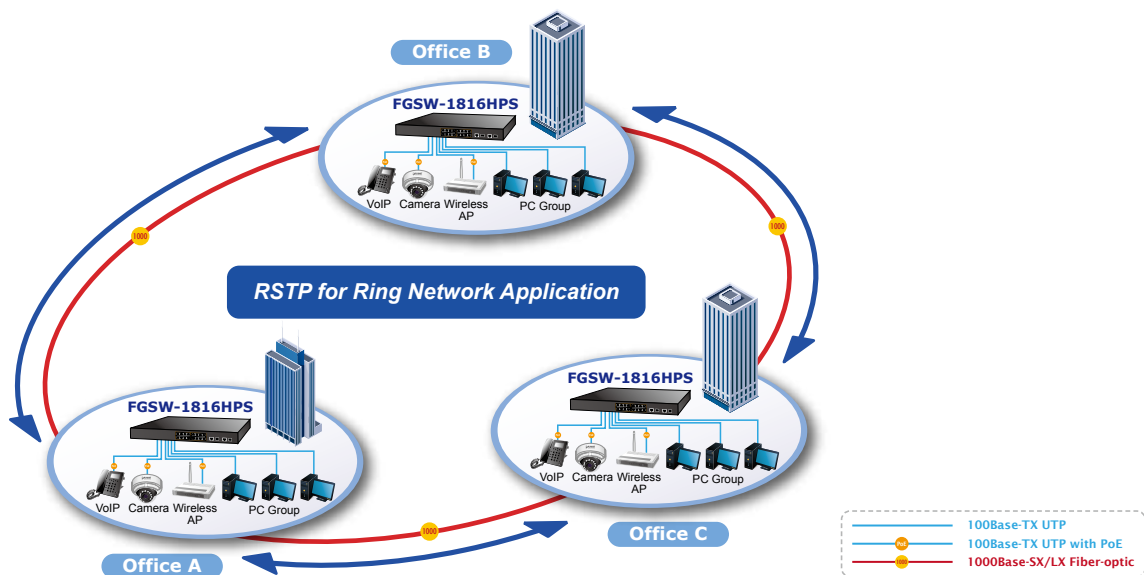 Office B
FGSW-1816HPS
VoIP
Camera
Wireless
AP
PC Group
1000
1000
RSTP for Ring Network Application
FGSW-1816HPS
VoIP
Camera
Wireless
AP
PC Group
Office A
FGSW-1816HPS
VoIP
Camera
Wireless
AP
PC Group
Office C
1000
100Base-TX UTP
PoE
100Base-TX UTP with PoE
1000
1000Base-SX/LX Fiber-optic